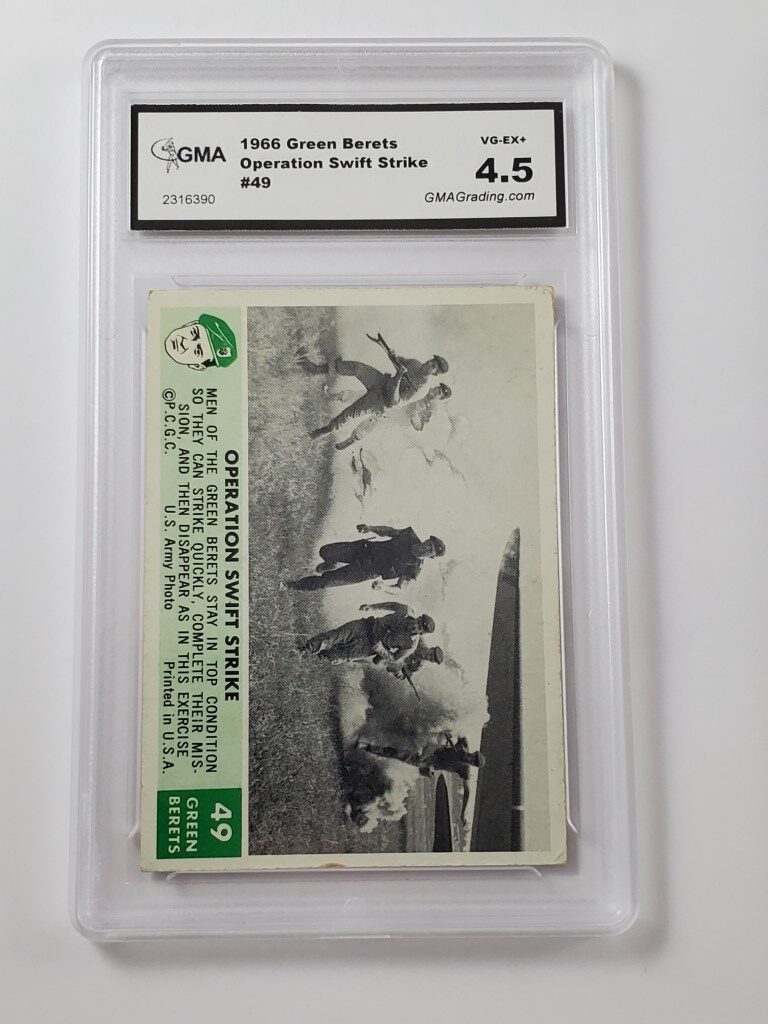 GMA
2316390
1966 Green Berets
Operation Swift Strike
#49
VG-EX+
4.5
GMAGrading.com
OPERATION SWIFT STRIKE
MEN OF THE GREEN BERETS STAY IN TOP CONDITION
SO THEY CAN STRIKE QUICKLY, COMPLETE THEIR MIS-
SION, AND THEN DISAPPEAR AS IN THIS EXERCISE
©P.C.G.C. U.S. Army Photo Printed in U.S.A.
49
GREEN
BERETS